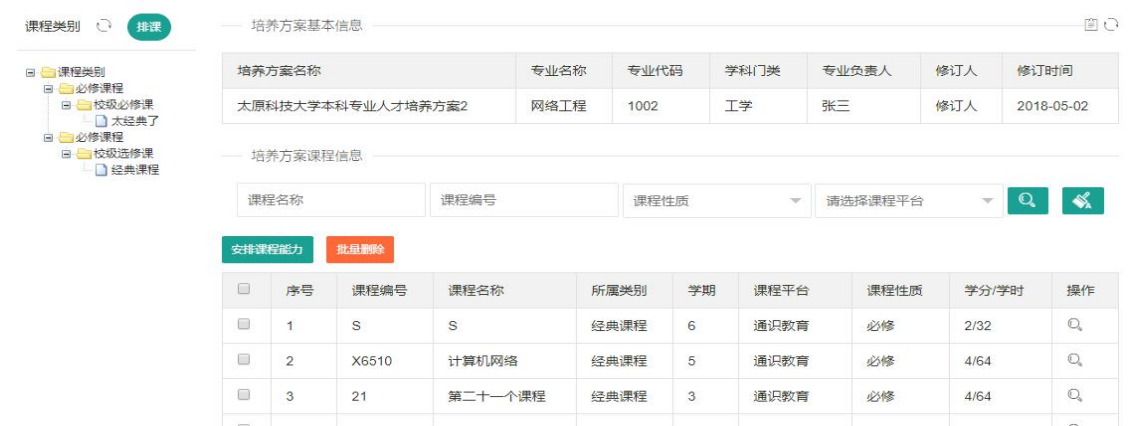 课程类别 排课
课程类别
必修课程
校级必修课
太经典了
必修课程
校级选修课
经典课程
培养方案基本信息
培养方案名称 专业名称 专业代码 学科门类 专业负责人 修订人 修订时间
太原科技大学本科专业人才培养方案2 网络工程 1002 工学 张三 修订人 2018-05-02
培养方案课程信息
课程名称 课程编号 课程性质 请选择课程平台
安排课程能力 批量删除
序号 课程编号 课程名称 所属类别 学期 课程平台 课程性质 学分/学时 操作
1 S S 经典课程 6 通识教育 必修 2/32
2 X6510 计算机网络 经典课程 5 通识教育 必修 4/64
3 21 第二十一个课程 经典课程 3 通识教育 必修 4/64